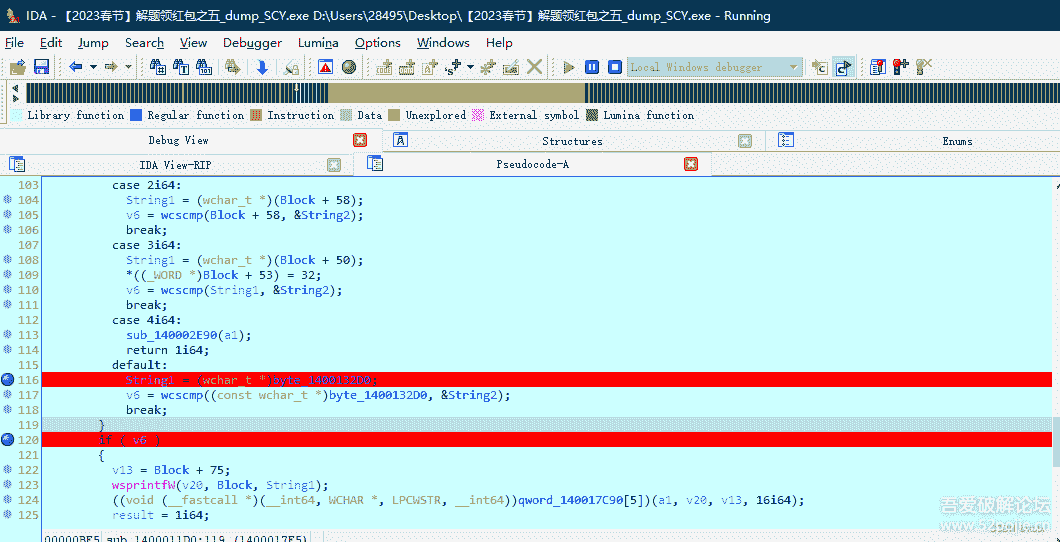 IDA - 【2023春节】解题领红包之五_dump_SCY.exe D:\Users\28495\Desktop\【2023春节】解题领红包之五_dump_SCY.exe - Running
File Edit Jump Search View Debugger Lumina Options Windows Help
Local Windows debugger
Library function Regular function Instruction Data Unexplored External symbol Lumina function
Debug View Structures Enums
IDA View-RIP Pseudocode-A
103 case 2i64:
104 String1 = (wchar_t *)(Block + 58);
105 v6 = wcscmp(Block + 58, &String2);
106 break;
107 case 3i64:
108 String1 = (wchar_t *)(Block + 50);
109 *((_WORD *)Block + 53) = 32;
110 v6 = wcscmp(String1, &String2);
111 break;
112 case 4i64:
113 sub_140002E90(a1);
114 return 1i64;
115 default:
116 String1 = (wchar_t *)byte_1400132D0;
117 v6 = wcscmp((const wchar_t *)byte_1400132D0, &String2);
118 break;
119 }
120 if ( v6 )
121 {
122 v13 = Block + 75;
123 wsprintfW(v20, Block, String1);
124 ((void (__fastcall *)(__int64, WCHAR *, LPCWSTR, __int64))qword_140017C90[5])(a1, v20, v13, 16i64);
125 result = 1i64;
00000BE5 sub_1400011D0:119 (1400017E5)
吾爱破解论坛
www.52pojie.cn